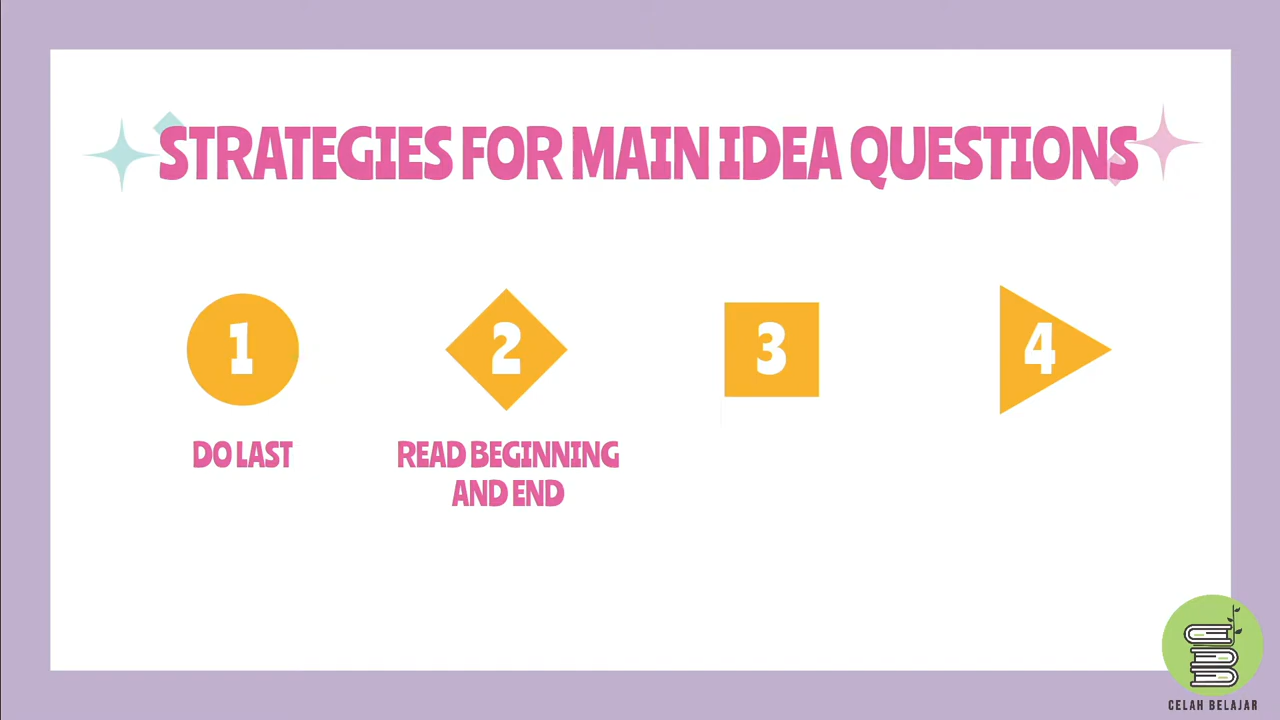 STRATEGIES FOR MAIN IDEA QUESTIONS
1
2
3
4
DO LAST
READ BEGINNING
AND END
CELAH BELAJAR